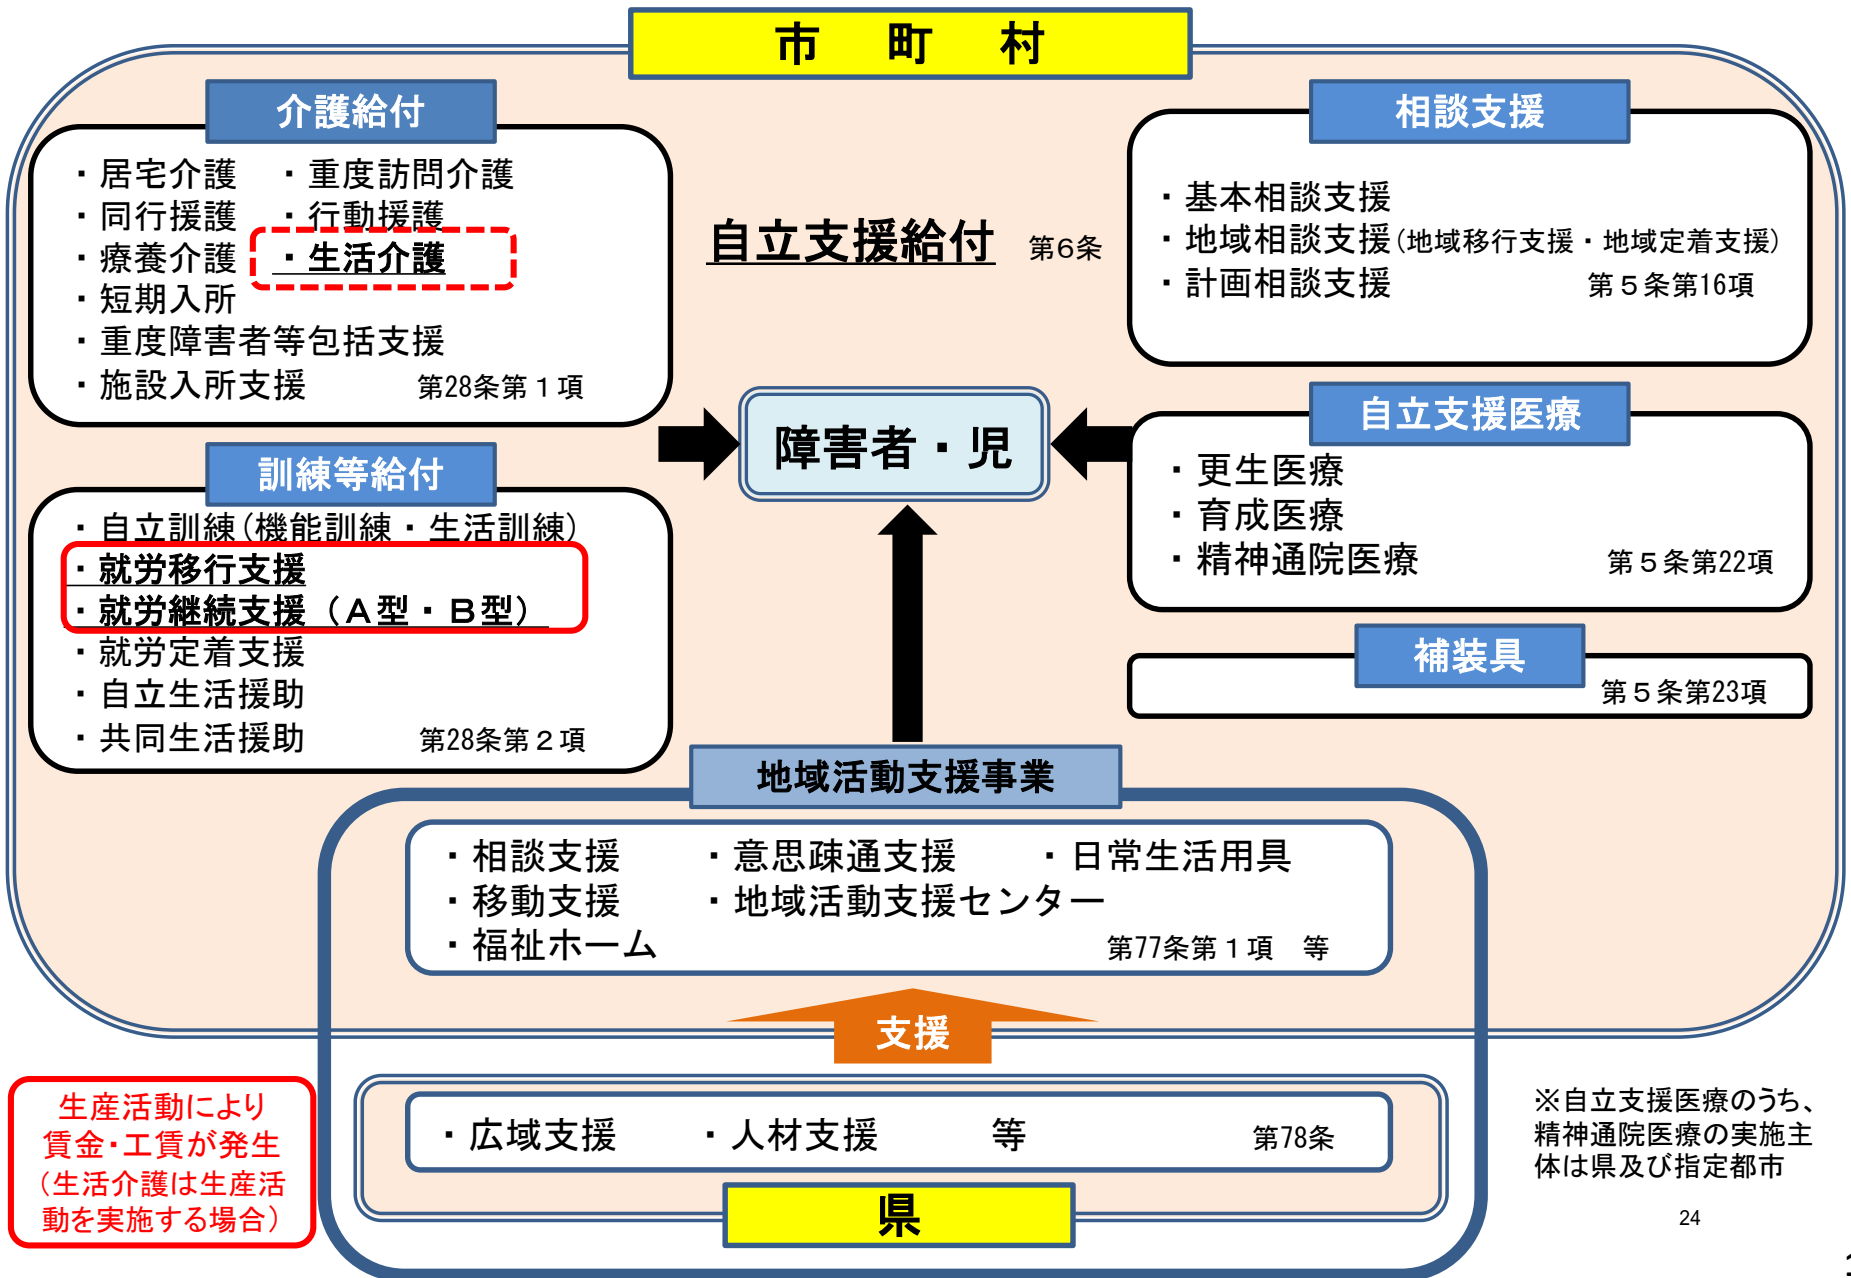 市　町　村
介護給付
・居宅介護　・重度訪問介護
・同行援護　・行動援護
・療養介護　・生活介護
・短期入所
・重度障害者等包括支援
・施設入所支援　第28条第１項
訓練等給付
・自立訓練(機能訓練・生活訓練)
・就労移行支援
・就労継続支援（Ａ型・Ｂ型）
・就労定着支援
・自立生活援助
・共同生活援助　第28条第２項
自立支援給付　第6条
障害者・児
相談支援
・基本相談支援
・地域相談支援(地域移行支援・地域定着支援)
・計画相談支援　第５条第16項
自立支援医療
・更生医療
・育成医療
・精神通院医療　第５条第22項
補装具
第５条第23項
地域活動支援事業
・相談支援　・意思疎通支援　・日常生活用具
・移動支援　・地域活動支援センター
・福祉ホーム　第77条第１項　等
支援
・広域支援　・人材支援　等　第78条
県
生産活動により
賃金・工賃が発生
（生活介護は生産活
動を実施する場合）
※自立支援医療のうち、
精神通院医療の実施主
体は県及び指定都市
24